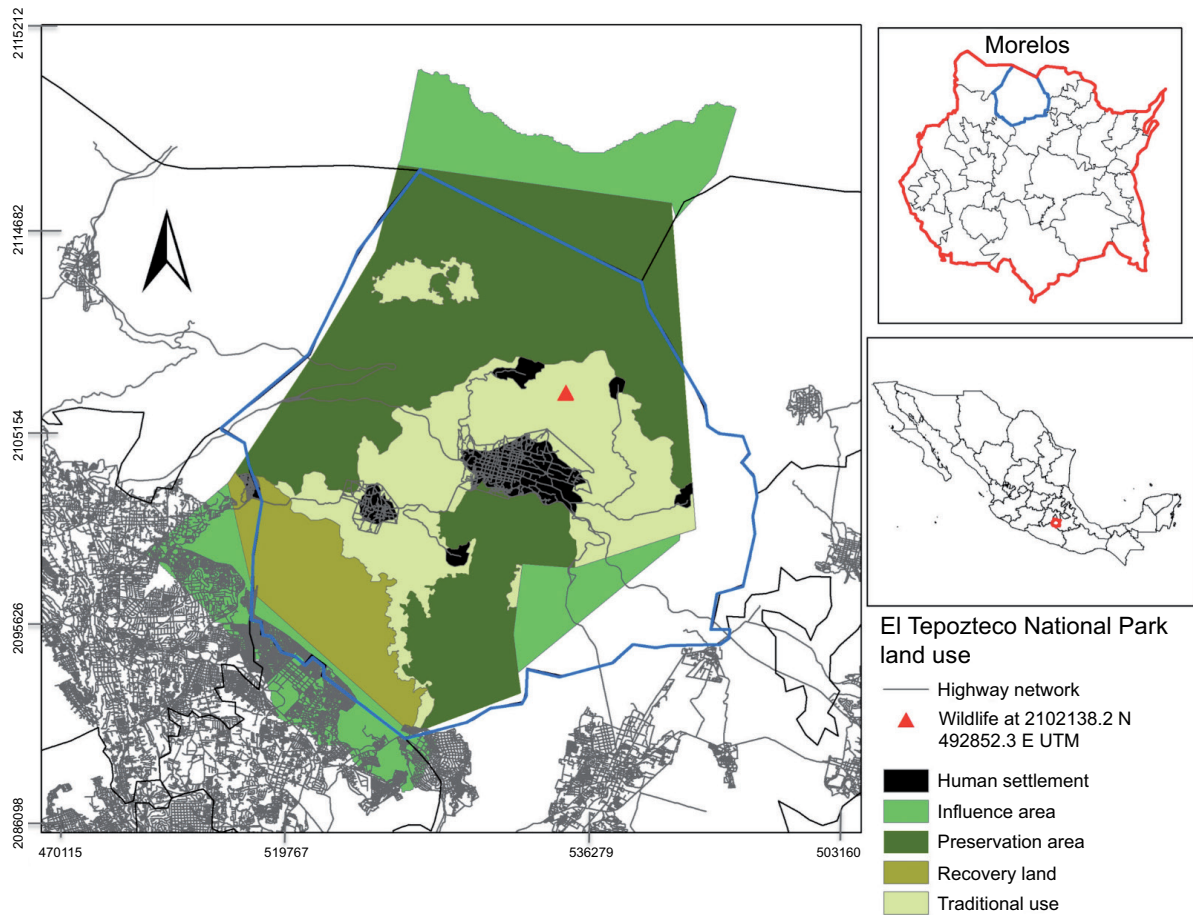 2115212
2114682
2105154
2095626
2086098
470115
519767
536279
503160
Morelos
El Tepozteco National Park
land use
Highway network
Wildlife at 2102138.2 N
492852.3 E UTM
Human settlement
Influence area
Preservation area
Recovery land
Traditional use